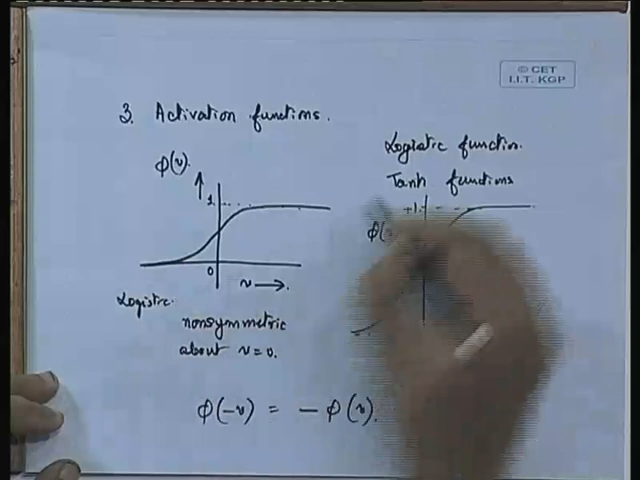 © CET
I.I.T. KGP
3. Activation functions.
φ(v).
1
0
v →.
Logistic.
nonsymmetric
about v = 0.
Logistic function.
Tanh functions
+1
φ(
φ(-v) = - φ(v).